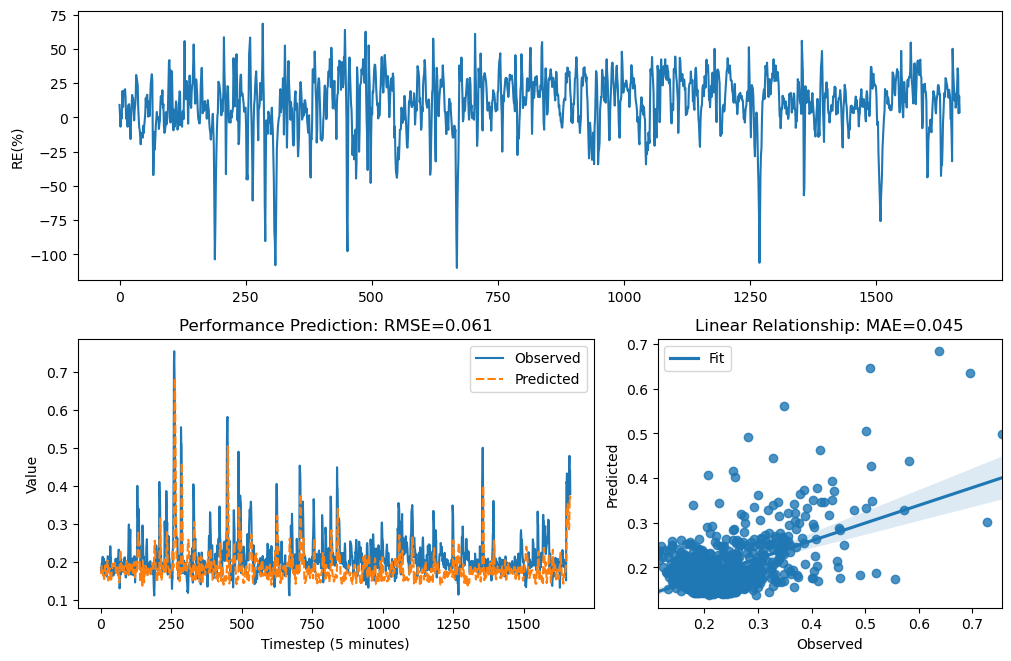 75
50
25
0
−25
−50
−75
−100
RE(%)
0 250 500 750 1000 1250 1500
Performance Prediction: RMSE=0.061
Observed
Predicted
0.7
0.6
0.5
0.4
0.3
0.2
0.1
Value
0 250 500 750 1000 1250 1500
Timestep (5 minutes)
Linear Relationship: MAE=0.045
Fit
0.7
0.6
0.5
0.4
0.3
0.2
Predicted
0.2 0.3 0.4 0.5 0.6 0.7
Observed